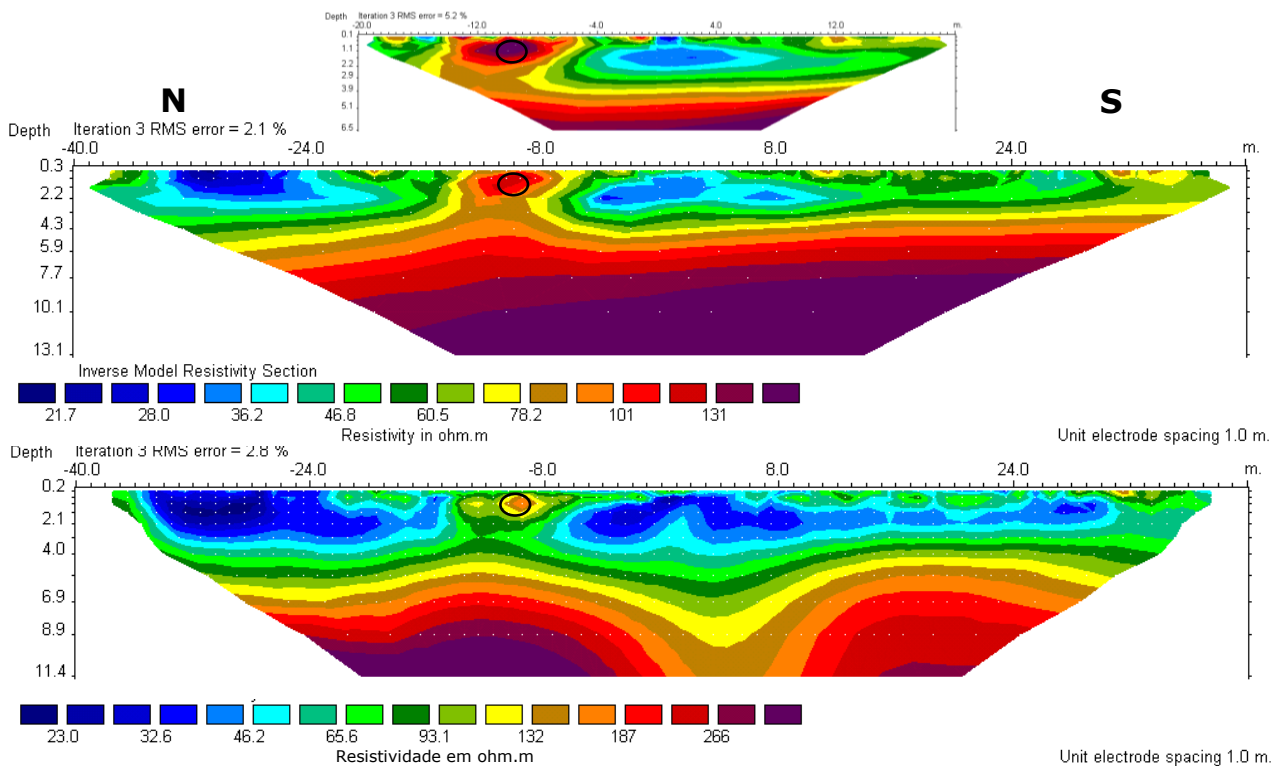 Depth Iteration 3 RMS error = 5.2 %
-20.0 -12.0 -4.0 4.0 12.0 m.
0.1
1.1
2.2
2.9
3.9
5.1
6.5
N S
Depth Iteration 3 RMS error = 2.1 %
-40.0 -24.0 -8.0 8.0 24.0 m.
0.3
2.2
4.3
5.9
7.7
10.1
13.1
Inverse Model Resistivity Section
21.7 28.0 36.2 46.8 60.5 78.2 101 131
Resistivity in ohm.m Unit electrode spacing 1.0 m.
Depth Iteration 3 RMS error = 2.8 %
-40.0 -24.0 -8.0 8.0 24.0 m.
0.2
2.1
4.0
6.9
8.9
11.4
23.0 32.6 46.2 65.6 93.1 132 187 266
Resistividade em ohm.m Unit electrode spacing 1.0 m.